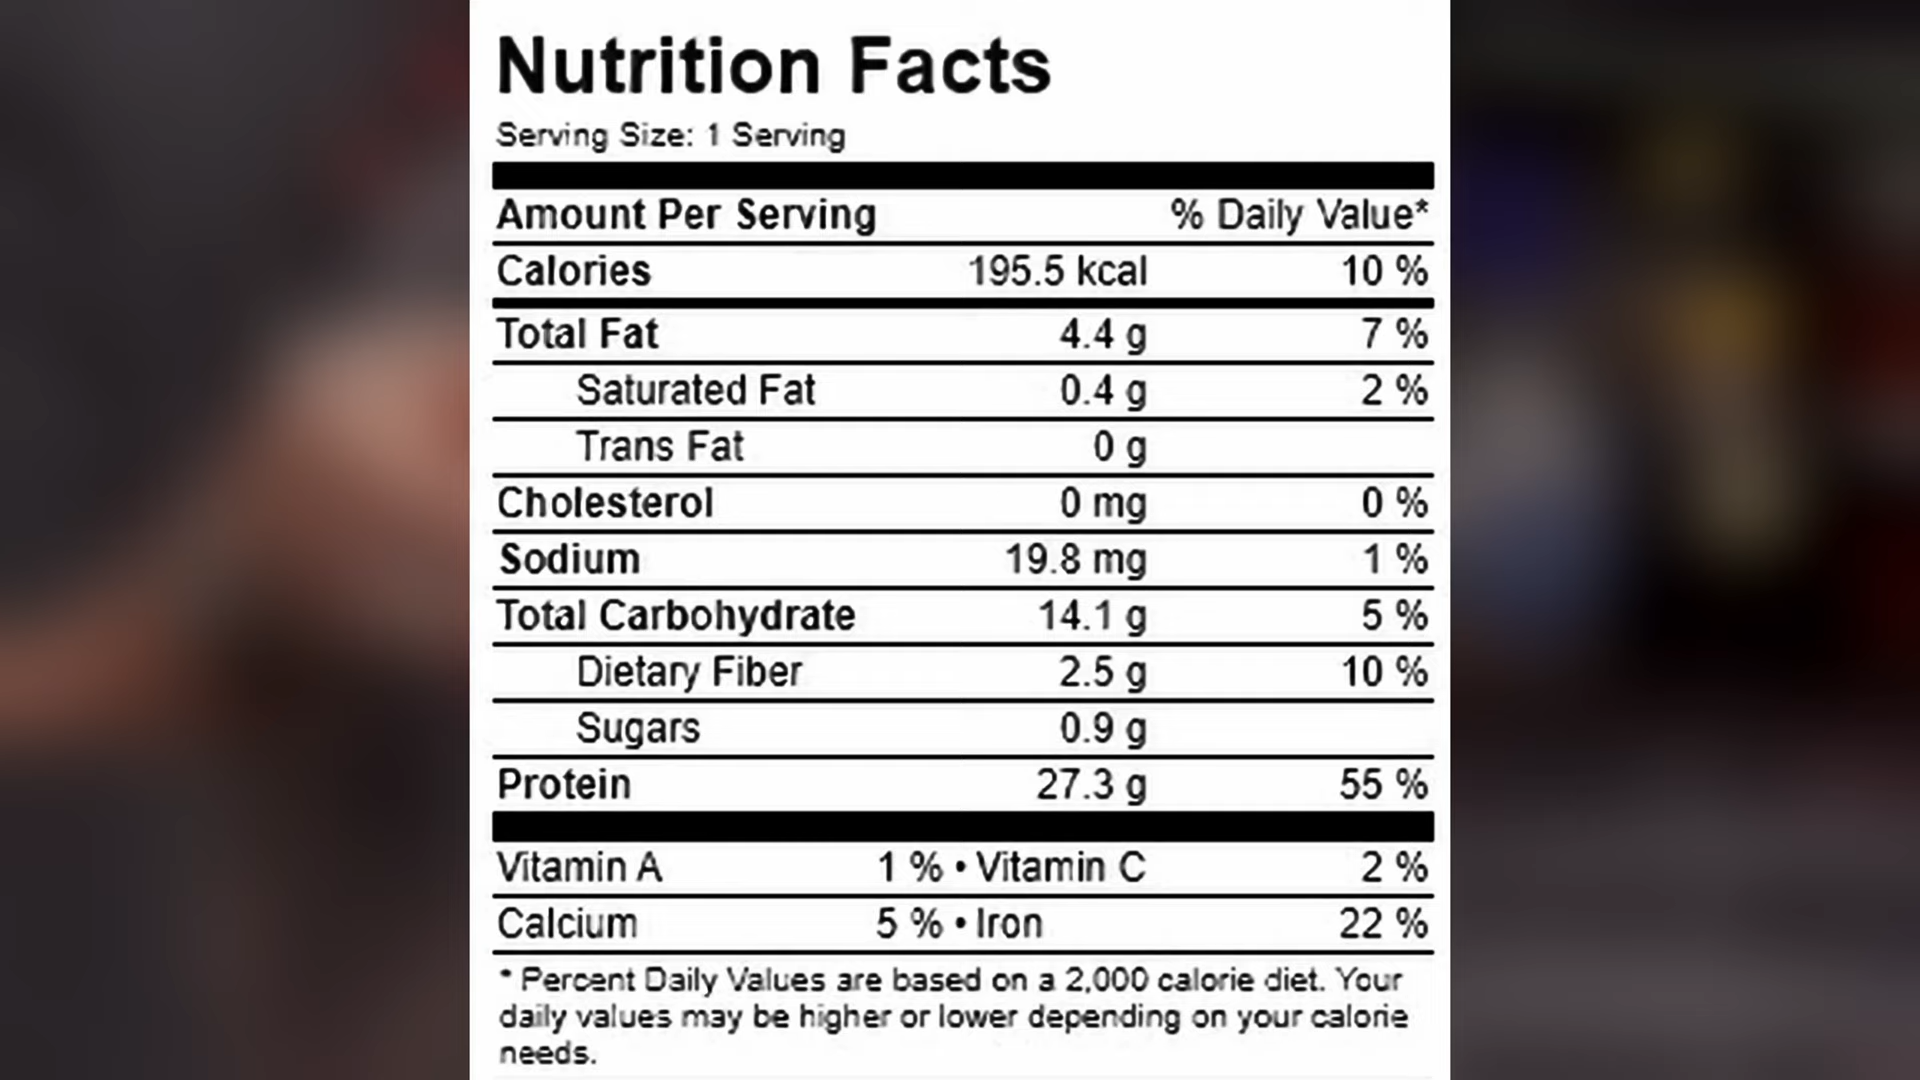 Nutrition Facts
Serving Size: 1 Serving
Amount Per Serving % Daily Value*
Calories 195.5 kcal 10 %
Total Fat 4.4 g 7 %
Saturated Fat 0.4 g 2 %
Trans Fat 0 g
Cholesterol 0 mg 0 %
Sodium 19.8 mg 1 %
Total Carbohydrate 14.1 g 5 %
Dietary Fiber 2.5 g 10 %
Sugars 0.9 g
Protein 27.3 g 55 %
Vitamin A 1 % • Vitamin C 2 %
Calcium 5 % • Iron 22 %
* Percent Daily Values are based on a 2,000 calorie diet. Your
daily values may be higher or lower depending on your calorie
needs.